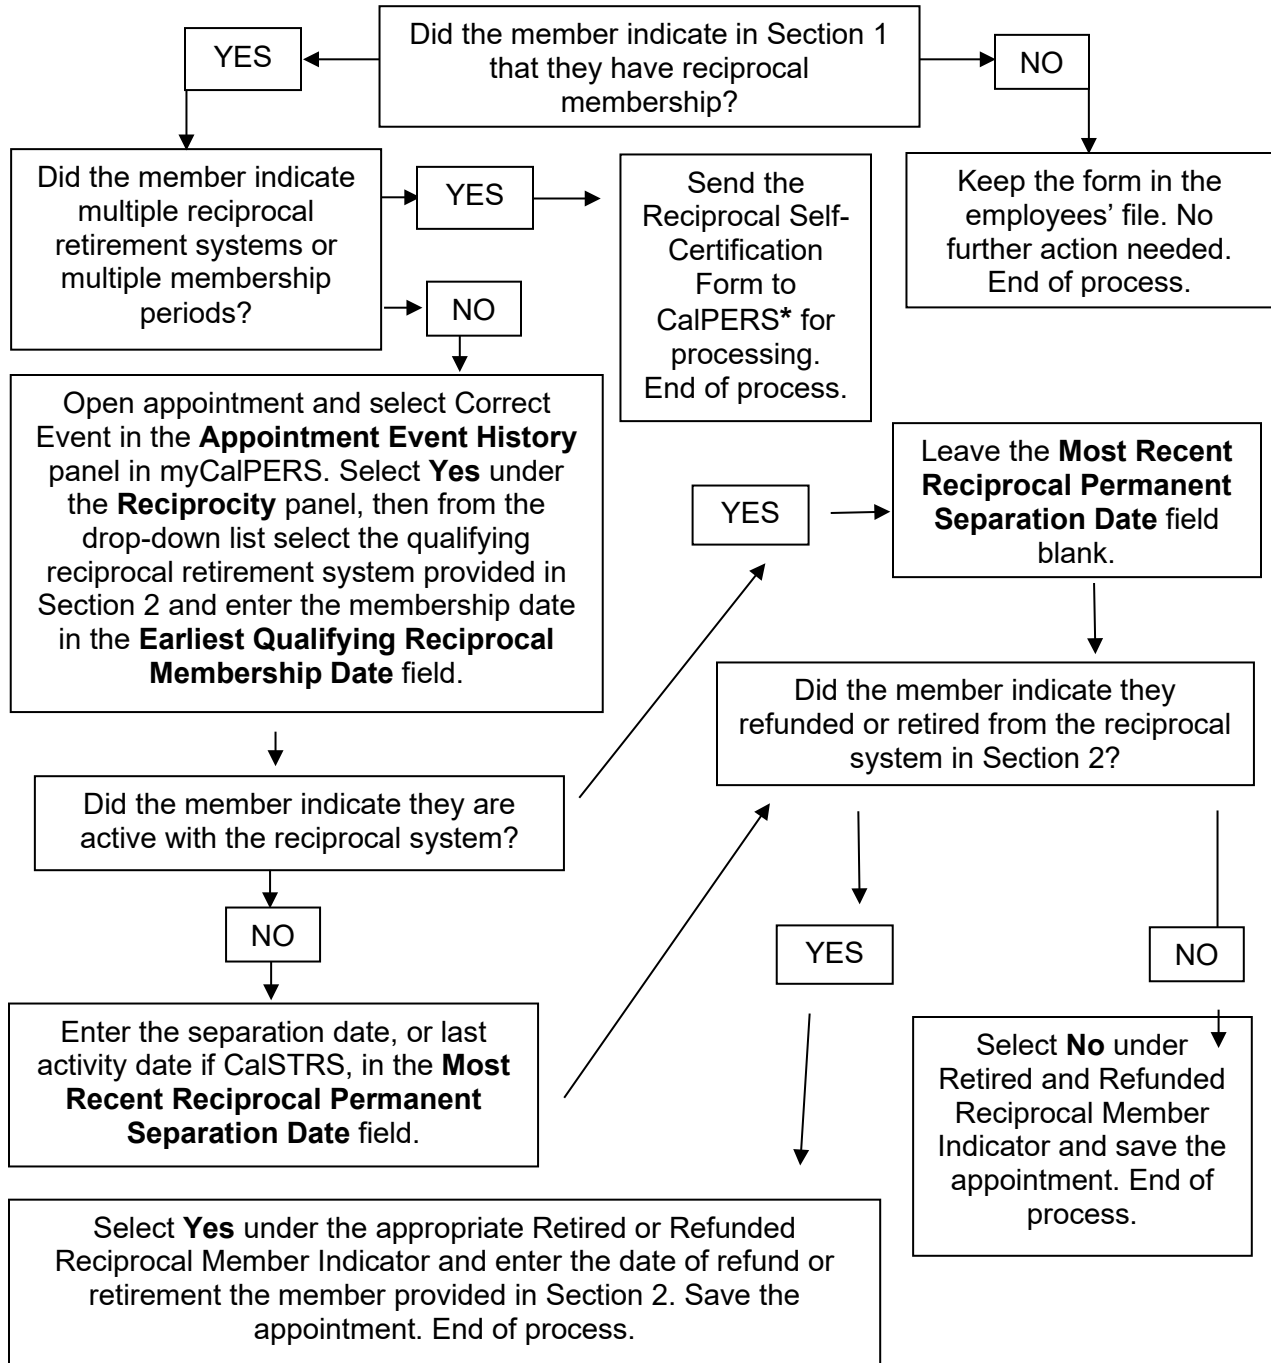 Did the member indicate in Section 1
that they have reciprocal
membership?
YES
NO
Did the member indicate
multiple reciprocal
retirement systems or
multiple membership
periods?
YES
NO
Send the
Reciprocal Self-
Certification
Form to
CalPERS* for
processing.
End of process.
Keep the form in the
employees’ file. No
further action needed.
End of process.
Open appointment and select Correct
Event in the Appointment Event History
panel in myCalPERS. Select Yes under
the Reciprocity panel, then from the
drop-down list select the qualifying
reciprocal retirement system provided in
Section 2 and enter the membership date
in the Earliest Qualifying Reciprocal
Membership Date field.
YES
Leave the Most Recent
Reciprocal Permanent
Separation Date field
blank.
Did the member indicate they
refunded or retired from the reciprocal
system in Section 2?
Did the member indicate they are
active with the reciprocal system?
NO
YES
NO
Enter the separation date, or last
activity date if CalSTRS, in the Most
Recent Reciprocal Permanent
Separation Date field.
Select No under
Retired and Refunded
Reciprocal Member
Indicator and save the
appointment. End of
process.
Select Yes under the appropriate Retired or Refunded
Reciprocal Member Indicator and enter the date of refund or
retirement the member provided in Section 2. Save the
appointment. End of process.